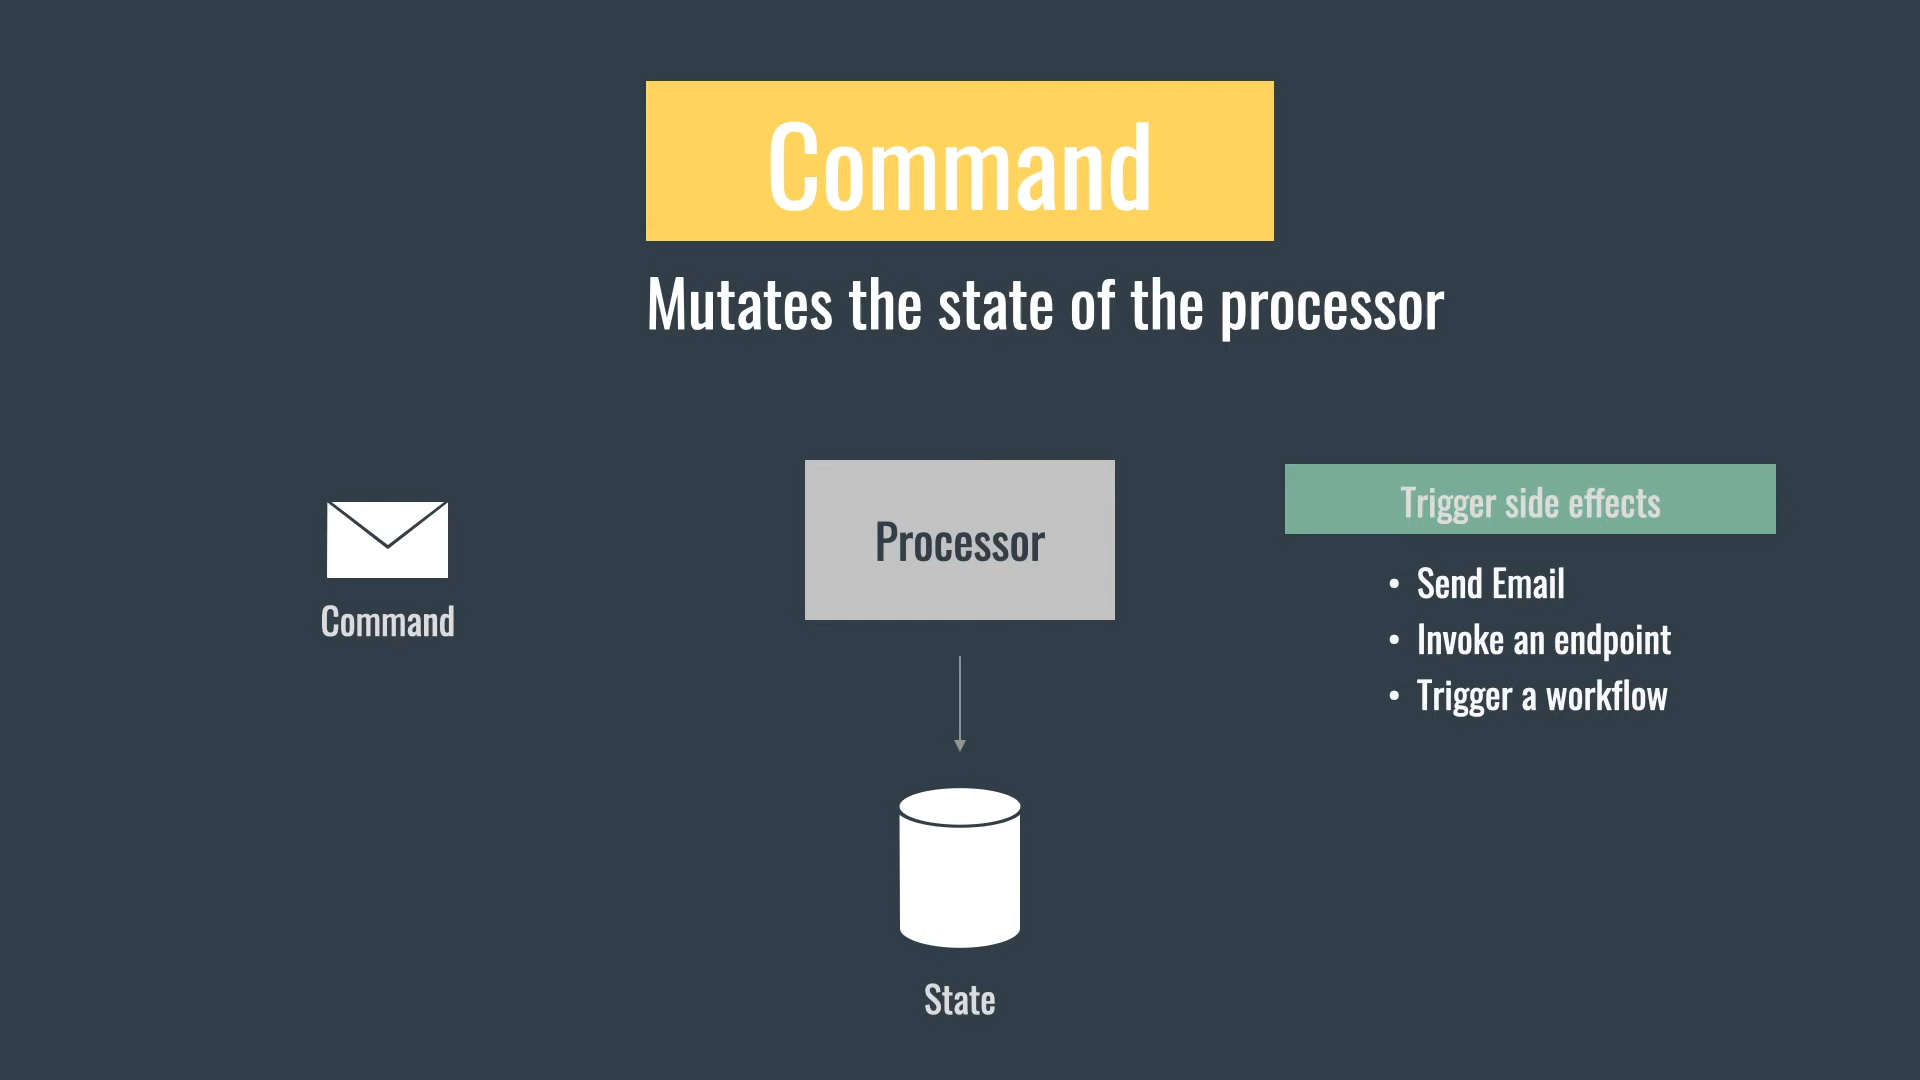 Command
Mutates the state of the processor
Command
Processor
State
Trigger side effects
• Send Email
• Invoke an endpoint
• Trigger a workflow